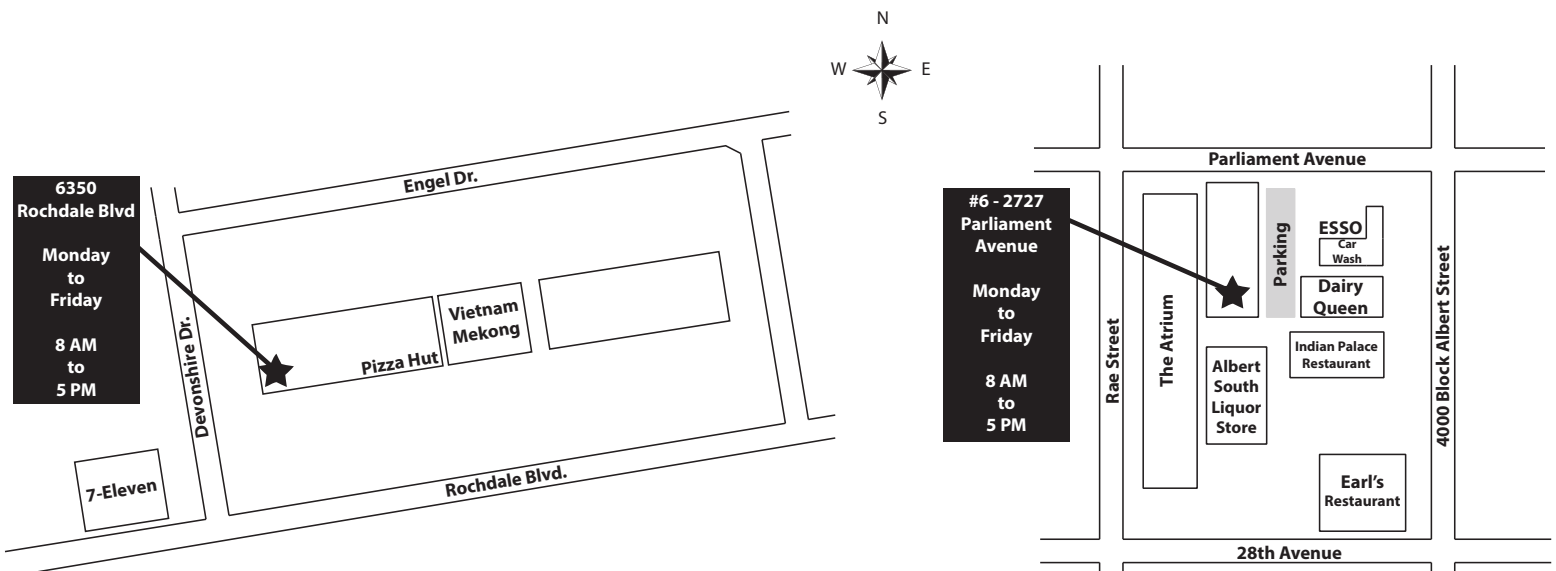 N
W
E
S
6350
Rochdale Blvd
Monday
to
Friday
8 AM
to
5 PM
Engel Dr.
Devonshire Dr.
Vietnam
Mekong
Pizza Hut
7-Eleven
Rochdale Blvd.
#6 - 2727
Parliament
Avenue
Monday
to
Friday
8 AM
to
5 PM
Parliament Avenue
Rae Street
The Atrium
Parking
ESSO
Car
Wash
Dairy
Queen
Indian Palace
Restaurant
Albert
South
Liquor
Store
4000 Block Albert Street
Earl's
Restaurant
28th Avenue